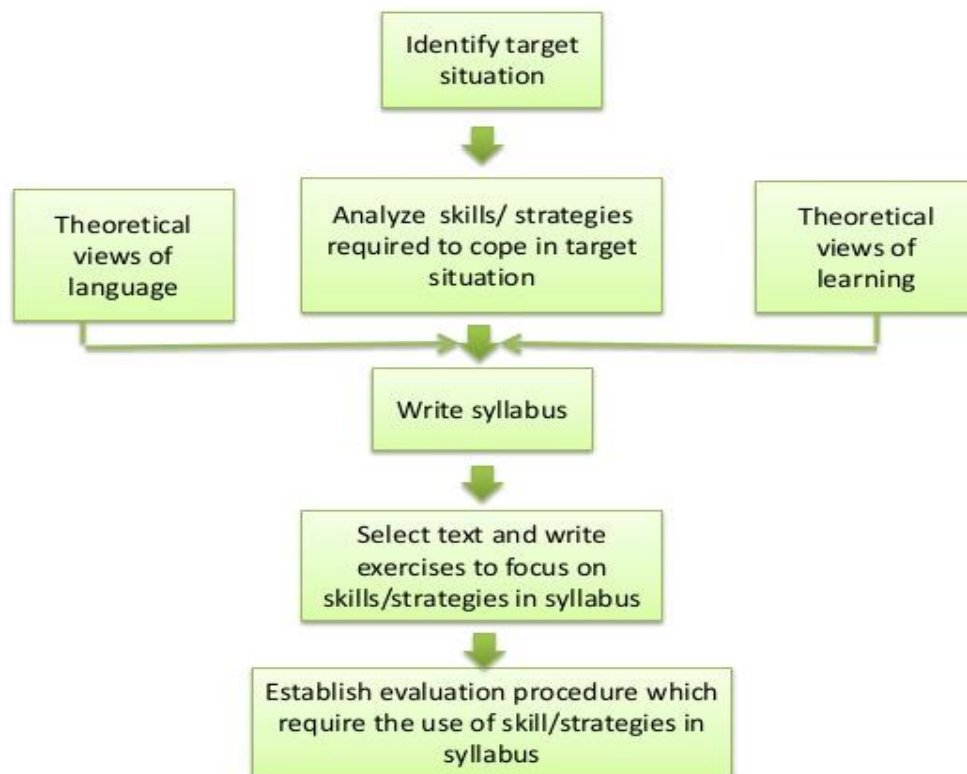 Identify target
situation
Theoretical
views of
language
Analyze skills/ strategies
required to cope in target
situation
Theoretical
views of
learning
Write syllabus
Select text and write
exercises to focus on
skills/strategies in syllabus
Establish evaluation procedure which
require the use of skill/strategies in
syllabus